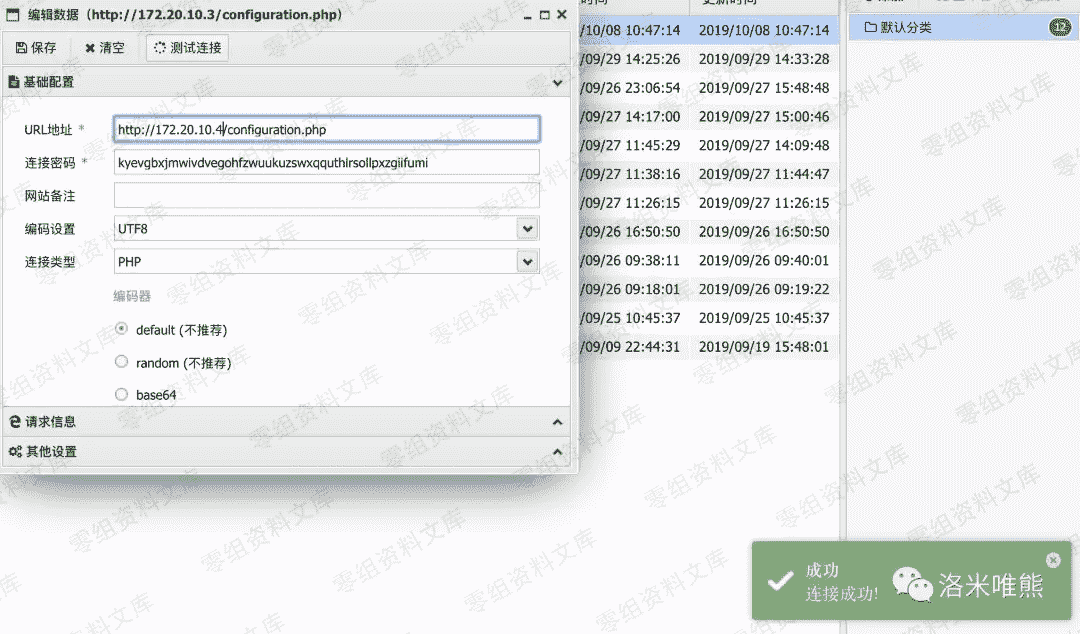 编辑数据 (http://172.20.10.3/configuration.php)
保存 清空 测试连接
基础配置
URL地址 * http://172.20.10.4/configuration.php
连接密码 * kyevgbxjmwivdvegohfzwuukuzswxqquthlrsollpxzgiifumi
网站备注
编码设置 UTF8
连接类型 PHP
编码器
default (不推荐)
random (不推荐)
base64
请求信息
其他设置
/10/08 10:47:14 2019/10/08 10:47:14
/09/29 14:25:26 2019/09/29 14:33:28
/09/26 23:06:54 2019/09/27 15:48:48
/09/27 14:17:00 2019/09/27 15:00:46
/09/27 11:45:29 2019/09/27 14:09:48
/09/27 11:38:16 2019/09/27 11:44:47
/09/27 11:26:15 2019/09/27 11:26:15
/09/26 16:50:50 2019/09/26 16:50:50
/09/26 09:38:11 2019/09/26 09:40:01
/09/26 09:18:01 2019/09/26 09:19:22
/09/25 10:45:37 2019/09/25 10:45:37
/09/09 22:44:31 2019/09/19 15:48:01
默认分类 12
成功
连接成功!
洛米唯熊
零组资料文库